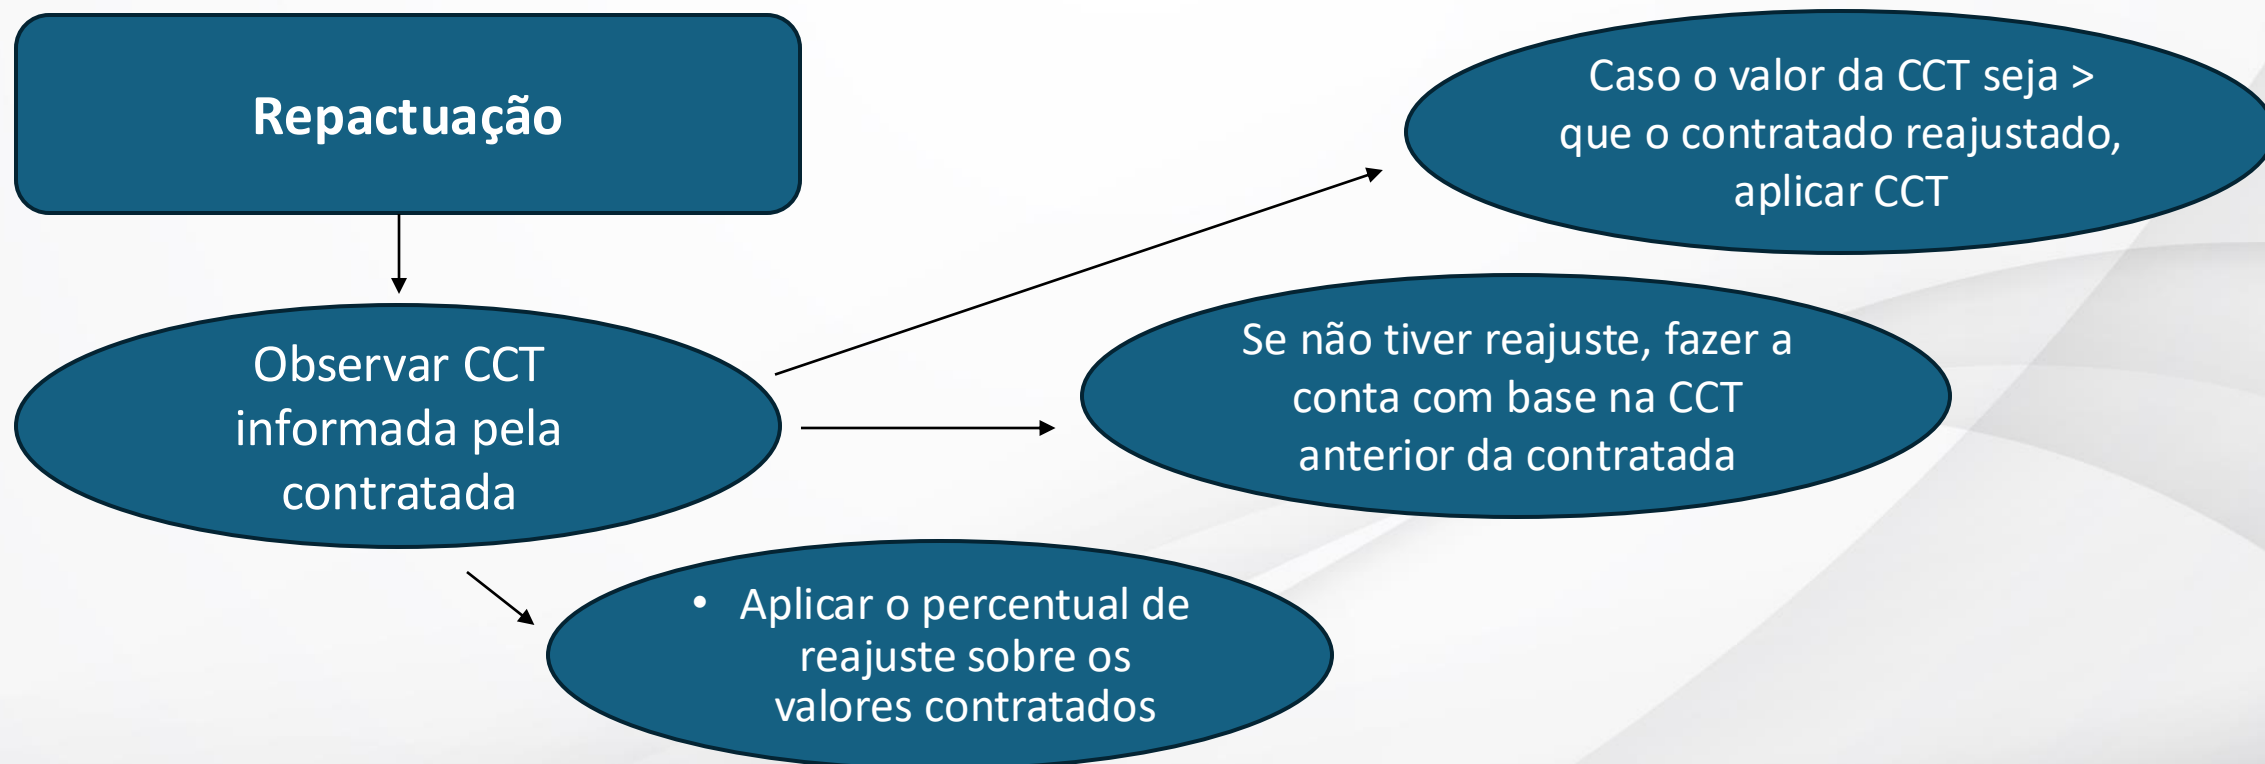 Repactuação
Observar CCT
informada pela
contratada
Caso o valor da CCT seja >
que o contratado reajustado,
aplicar CCT
Se não tiver reajuste, fazer a
conta com base na CCT
anterior da contratada
• Aplicar o percentual de
reajuste sobre os
valores contratados